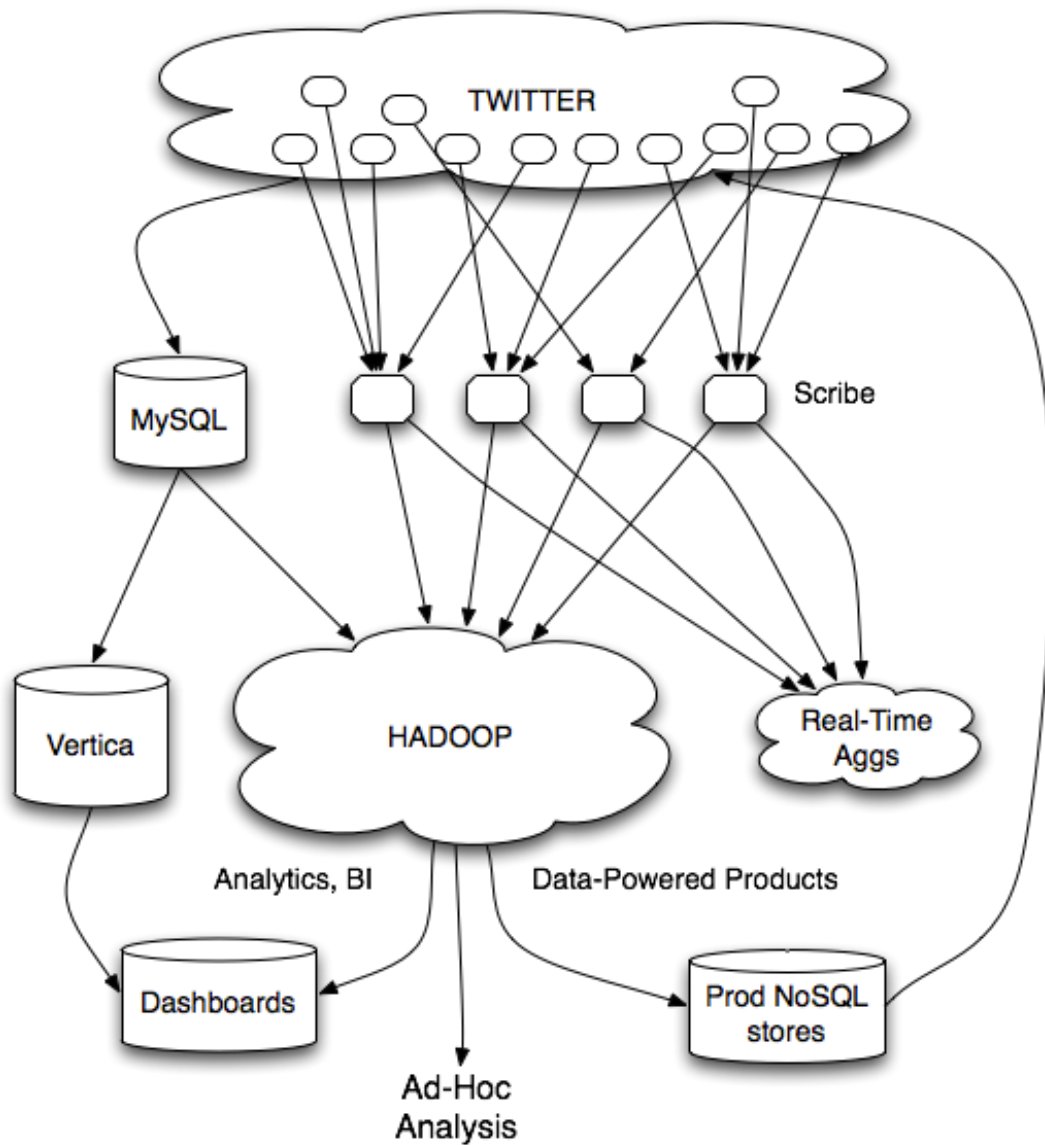 TWITTER
MySQL
Scribe
Vertica
HADOOP
Real-Time
Aggs
Analytics, BI
Data-Powered Products
Dashboards
Prod NoSQL
stores
Ad-Hoc
Analysis